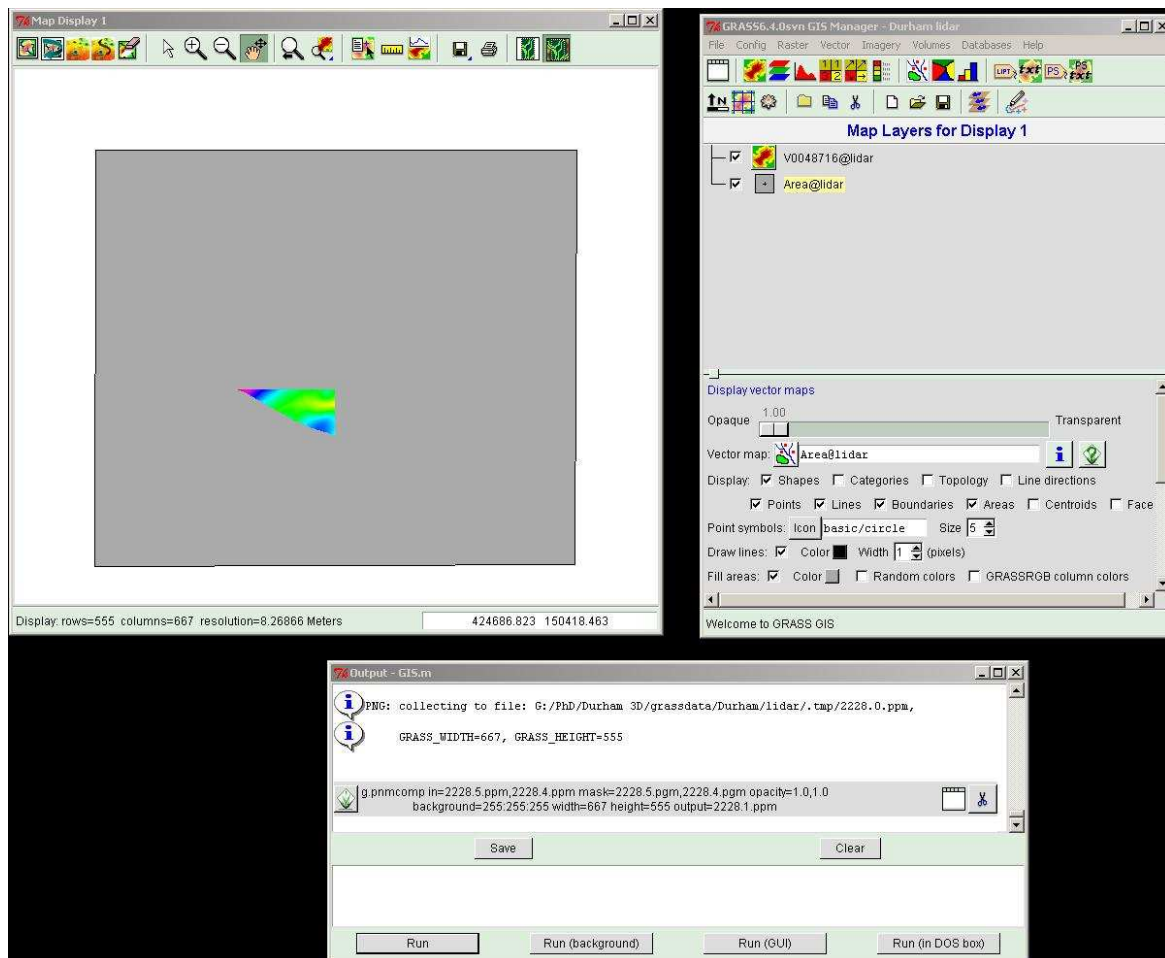 Map Display 1
Display: rows=555 columns=667 resolution=8.26866 Meters
424686.823 150418.463
GRASS6.4.0svn GIS Manager - Durham lidar
File Config Raster Vector Imagery Volumes Databases Help
Map Layers for Display 1
V0048716@lidar
Area@lidar
Display vector maps
Opaque 1.00 Transparent
Vector map: Area@lidar
Display: Shapes Categories Topology Line directions
Points Lines Boundaries Areas Centroids Face
Point symbols: Icon basic/circle Size 5
Draw lines: Color Width 1 (pixels)
Fill areas: Color Random colors GRASSRGB column colors
Welcome to GRASS GIS
Output - GIS.m
PNG: collecting to file: G:/PhD/Durham 3D/grassdata/Durham/lidar/.tmp/2228.0.ppm,
GRASS_WIDTH=667, GRASS_HEIGHT=555
g.pnmcomp in=2228.5.ppm,2228.4.ppm mask=2228.5.pgm,2228.4.pgm opacity=1.0,1.0
background=255:255:255 width=667 height=555 output=2228.1.ppm
Save Clear
Run Run (background) Run (GUI) Run (in DOS box)